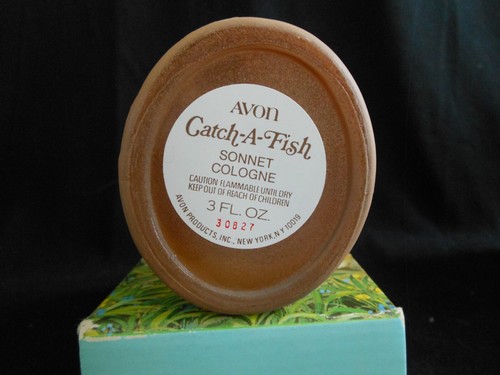 AVON
Catch-A-Fish
SONNET
COLOGNE
CAUTION: FLAMMABLE UNTIL DRY
KEEP OUT OF REACH OF CHILDREN
3 FL. OZ.
30827
AVON PRODUCTS, INC., NEW YORK, N.Y. 10019